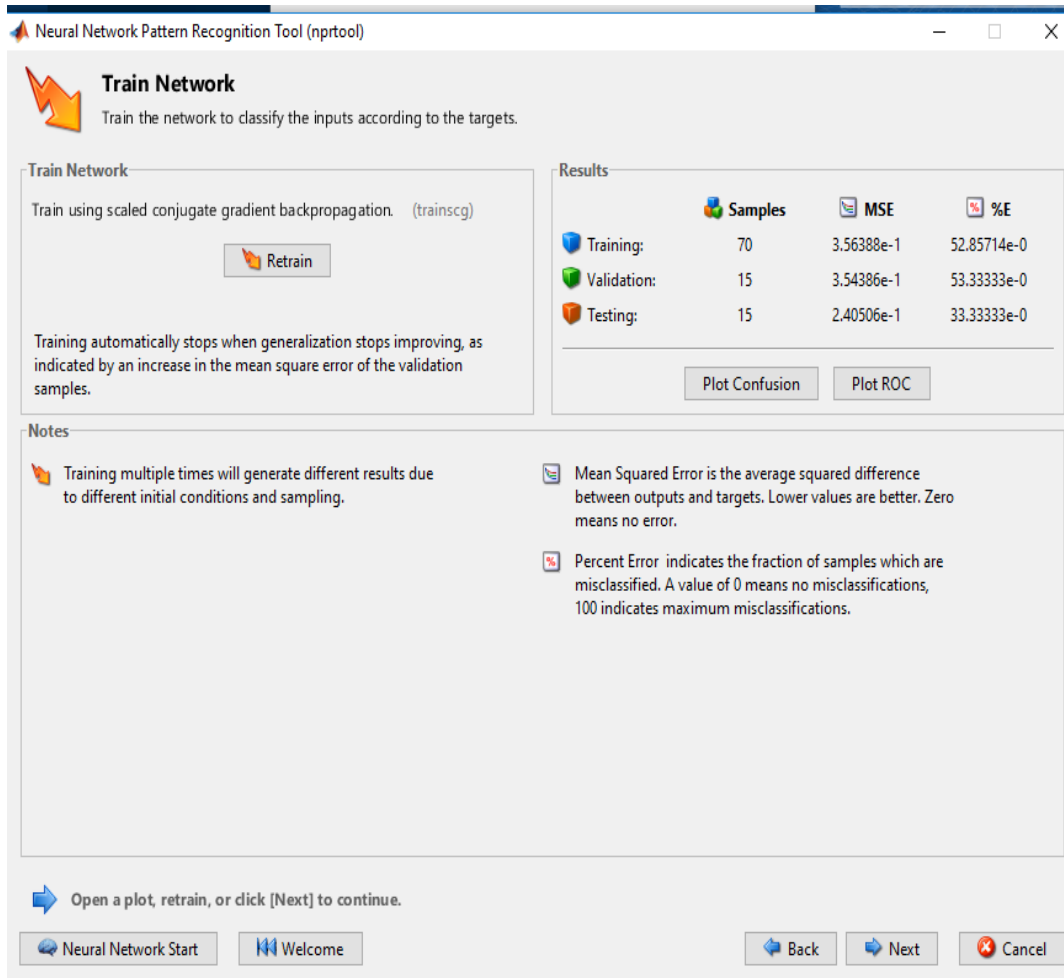 Neural Network Pattern Recognition Tool (nprtool)
Train Network
Train the network to classify the inputs according to the targets.
Train Network
Train using scaled conjugate gradient backpropagation. (trainscg)
Retrain
Training automatically stops when generalization stops improving, as
indicated by an increase in the mean square error of the validation
samples.
Results
Samples MSE %E
Training: 70 3.56388e-1 52.85714e-0
Validation: 15 3.54386e-1 53.33333e-0
Testing: 15 2.40506e-1 33.33333e-0
Plot Confusion Plot ROC
Notes
Training multiple times will generate different results due
to different initial conditions and sampling.
Mean Squared Error is the average squared difference
between outputs and targets. Lower values are better. Zero
means no error.
Percent Error indicates the fraction of samples which are
misclassified. A value of 0 means no misclassifications,
100 indicates maximum misclassifications.
Open a plot, retrain, or click [Next] to continue.
Neural Network Start Welcome Back Next Cancel